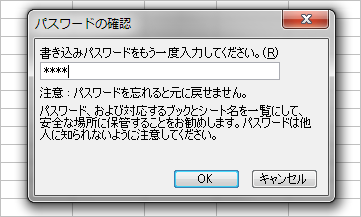 パスワードの確認
書き込みパスワードをもう一度入力してください。(R)
****
注意：パスワードを忘れると元に戻せません。
パスワード、および対応するブックとシート名を一覧にして、
安全な場所に保管することをお勧めします。パスワードは他
人に知られないように注意してください。
OK キャンセル